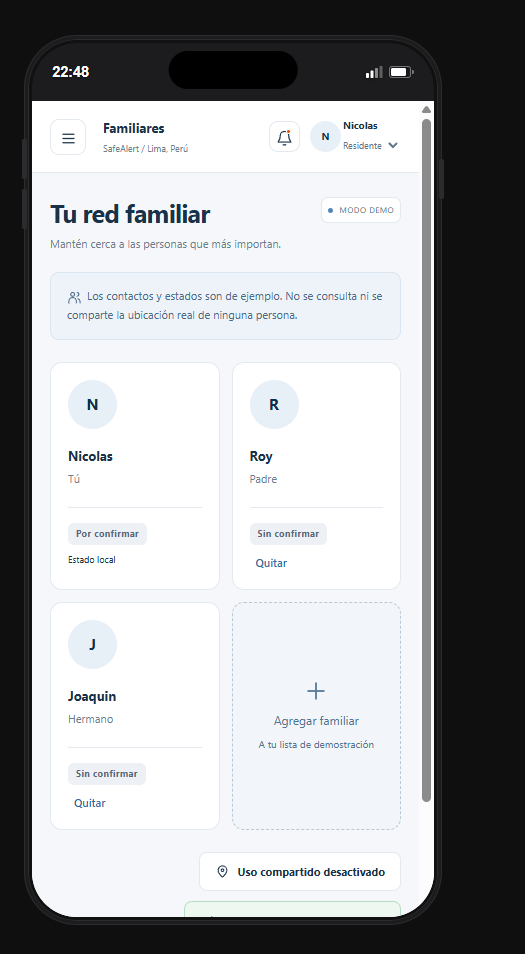 22:48
Familiares
SafeAlert / Lima, Perú
N
Nicolas
Residente
Tu red familiar
MODO DEMO
Mantén cerca a las personas que más importan.
Los contactos y estados son de ejemplo. No se consulta ni se
comparte la ubicación real de ninguna persona.
N
Nicolas
Tú
Por confirmar
Estado local
R
Roy
Padre
Sin confirmar
Quitar
J
Joaquin
Hermano
Sin confirmar
Quitar
Agregar familiar
A tu lista de demostración
Uso compartido desactivado